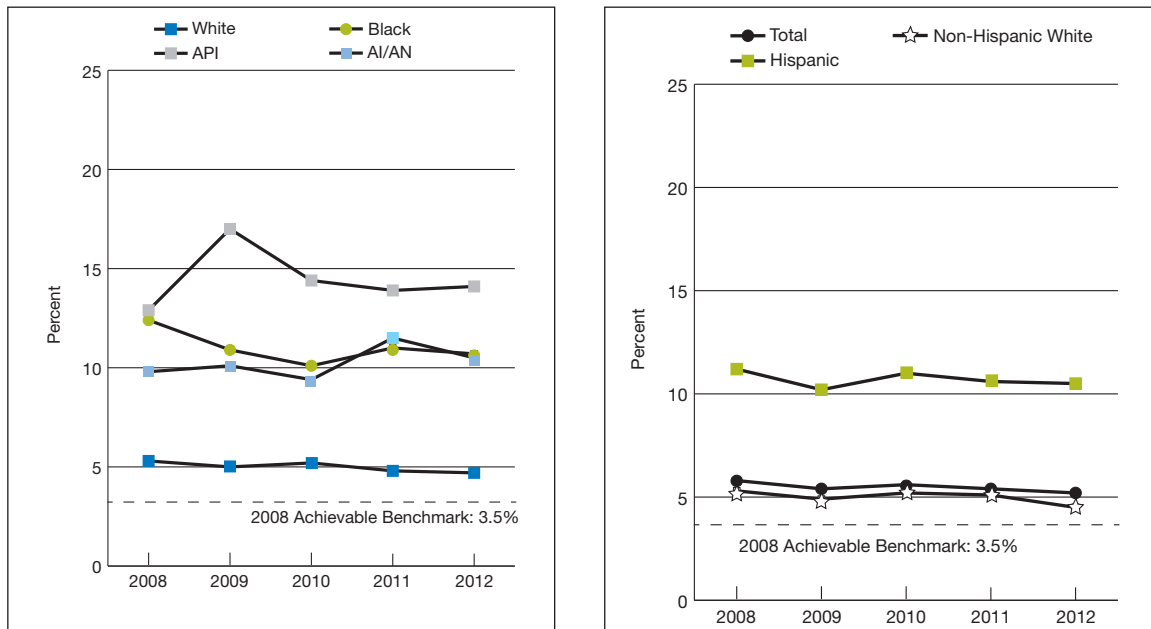 White Black
API AI/AN
25
20
15
10
5
0
Percent
2008 Achievable Benchmark: 3.5%
2008 2009 2010 2011 2012
Total Non-Hispanic White
Hispanic
25
20
15
10
5
0
Percent
2008 Achievable Benchmark: 3.5%
2008 2009 2010 2011 2012